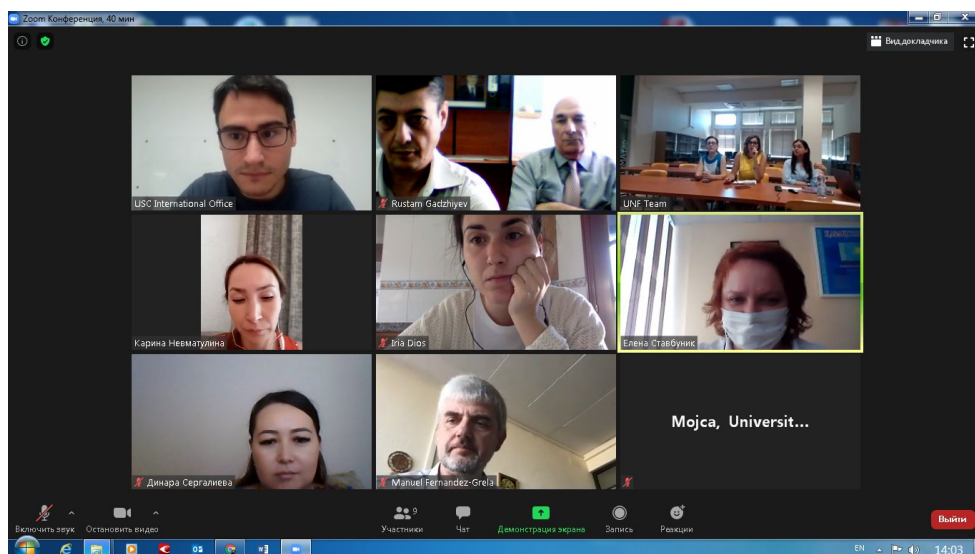 Zoom Конференция, 40 мин
Вид докладчика
USC International Office
Rustam Gadzhiyev
UNF Team
Карина Невматулина
Iria Dios
Елена Ставбуник
Динара Сергалиева
Manuel Fernandez-Grela
Mojca, Universit...
Включить звук
Остановить видео
9
Участники
Чат
Демонстрация экрана
Запись
Реакции
Выйти
EN
14:03